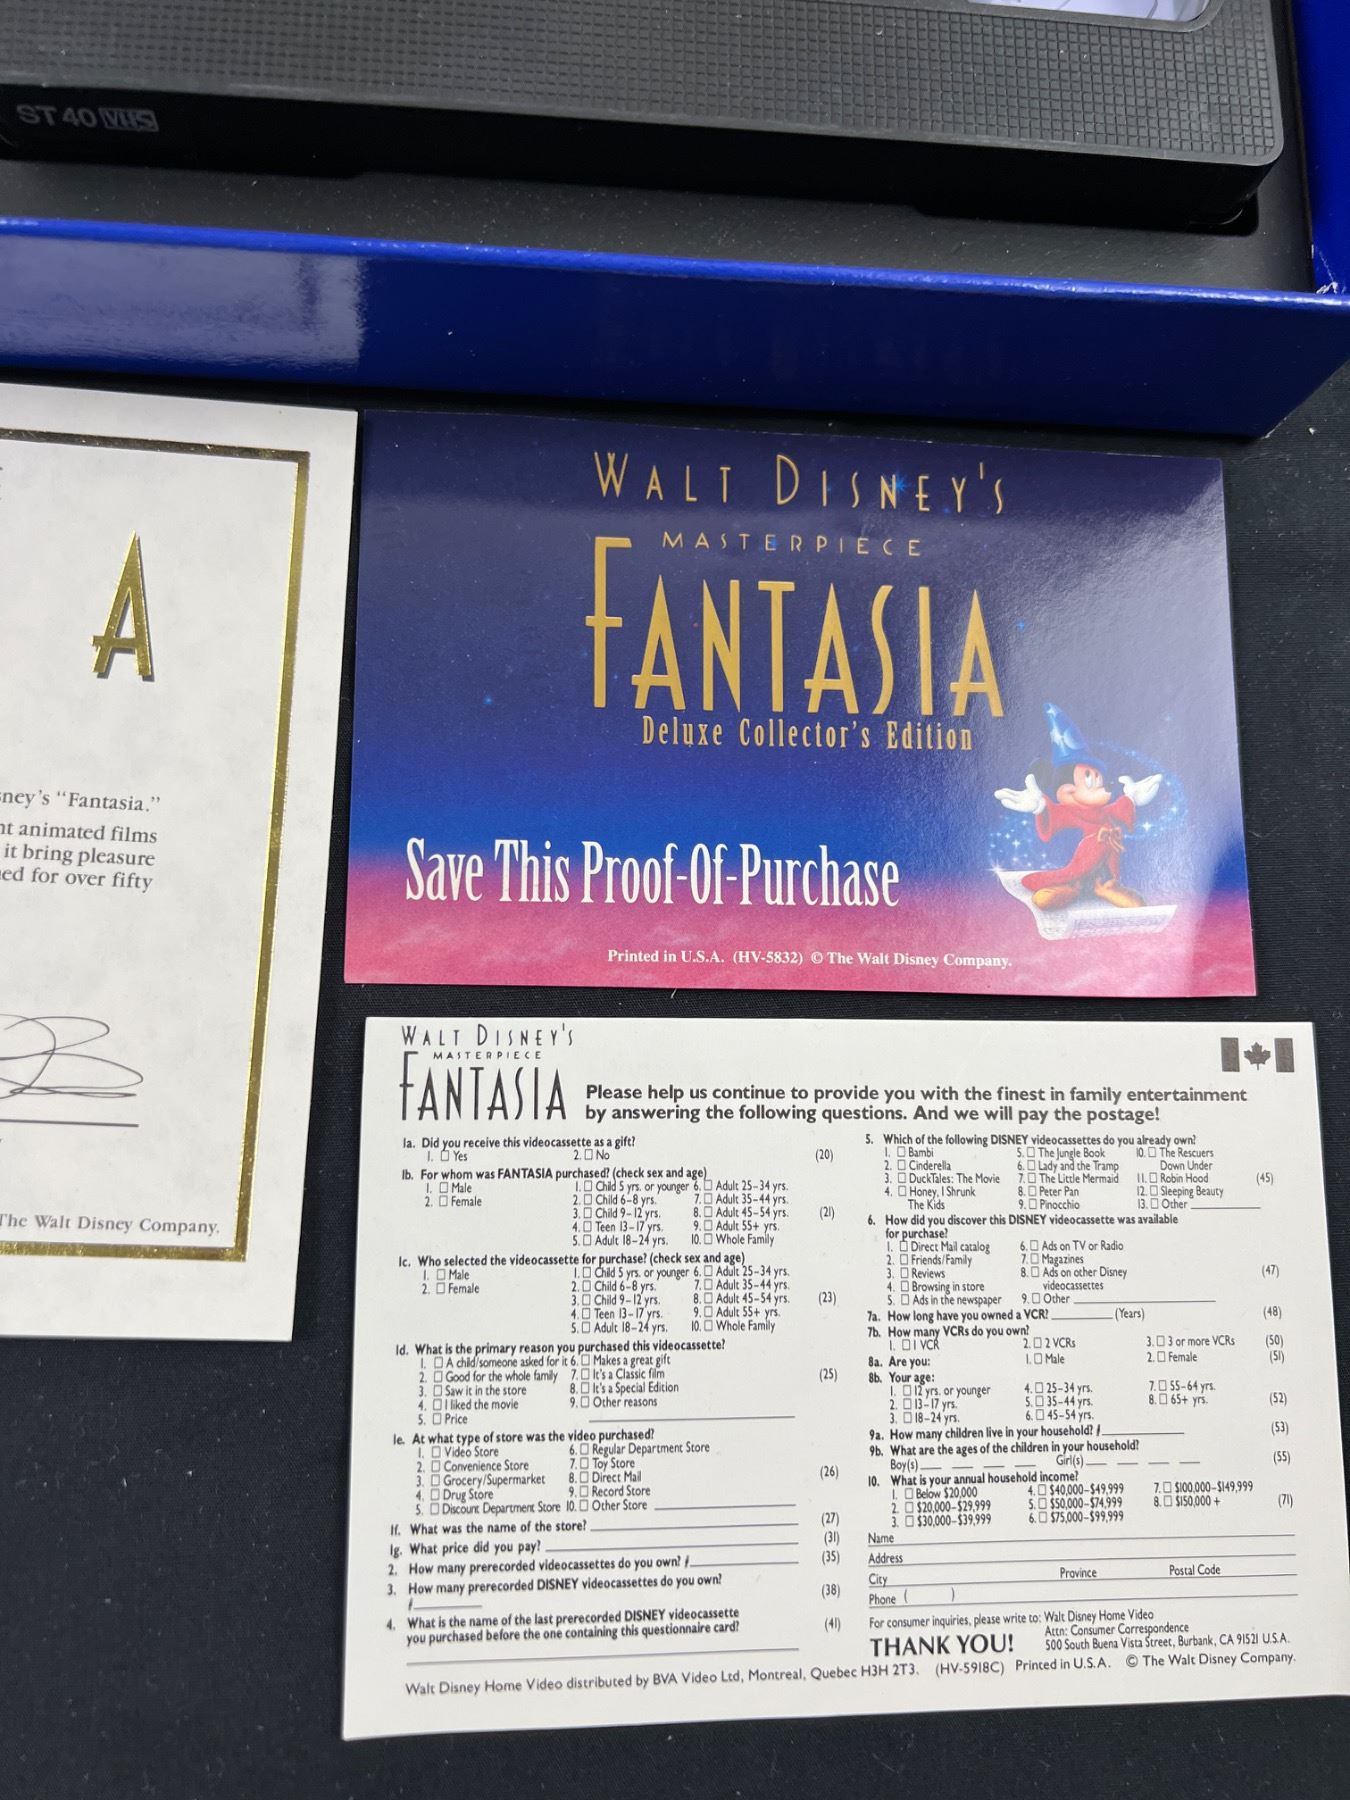 ST 40 VHS
A
ney's "Fantasia."
nt animated films
it bring pleasure
ed for over fifty
The Walt Disney Company.
WALT DISNEY'S
MASTERPIECE
FANTASIA
Deluxe Collector's Edition
Save This Proof-Of-Purchase
Printed in U.S.A. (HV-5832) © The Walt Disney Company.
WALT DISNEY'S
MASTERPIECE
FANTASIA
Please help us continue to provide you with the finest in family entertainment
by answering the following questions. And we will pay the postage!
1a. Did you receive this videocassette as a gift?
1. ☐ Yes 2. ☐ No (20)
1b. For whom was FANTASIA purchased? (check sex and age)
1. ☐ Male 1. ☐ Child 5 yrs. or younger 6. ☐ Adult 25-34 yrs.
2. ☐ Female 2. ☐ Child 6-8 yrs. 7. ☐ Adult 35-44 yrs.
3. ☐ Child 9-12 yrs. 8. ☐ Adult 45-54 yrs. (21)
4. ☐ Teen 13-17 yrs. 9. ☐ Adult 55+ yrs.
5. ☐ Adult 18-24 yrs. 10. ☐ Whole Family
1c. Who selected the videocassette for purchase? (check sex and age)
1. ☐ Male 1. ☐ Child 5 yrs. or younger 6. ☐ Adult 25-34 yrs.
2. ☐ Female 2. ☐ Child 6-8 yrs. 7. ☐ Adult 35-44 yrs.
3. ☐ Child 9-12 yrs. 8. ☐ Adult 45-54 yrs. (23)
4. ☐ Teen 13-17 yrs. 9. ☐ Adult 55+ yrs.
5. ☐ Adult 18-24 yrs. 10. ☐ Whole Family
1d. What is the primary reason you purchased this videocassette?
1. ☐ A child/someone asked for it 6. ☐ Makes a great gift
2. ☐ Good for the whole family 7. ☐ It's a Classic film (25)
3. ☐ Saw it in the store 8. ☐ It's a Special Edition
4. ☐ I liked the movie 9. ☐ Other reasons
5. ☐ Price
1e. At what type of store was the video purchased?
1. ☐ Video Store 6. ☐ Regular Department Store
2. ☐ Convenience Store 7. ☐ Toy Store
3. ☐ Grocery/Supermarket 8. ☐ Direct Mail (26)
4. ☐ Drug Store 9. ☐ Record Store
5. ☐ Discount Department Store 10. ☐ Other Store
1f. What was the name of the store? (27)
1g. What price did you pay? (31)
2. How many prerecorded videocassettes do you own? (35)
3. How many prerecorded DISNEY videocassettes do you own?
(38)
4. What is the name of the last prerecorded DISNEY videocassette (41)
you purchased before the one containing this questionnaire card?
5. Which of the following DISNEY videocassettes do you already own?
1. ☐ Bambi 5. ☐ The Jungle Book 10. ☐ The Rescuers
2. ☐ Cinderella 6. ☐ Lady and the Tramp Down Under
3. ☐ DuckTales: The Movie 7. ☐ The Little Mermaid 11. ☐ Robin Hood (45)
4. ☐ Honey, I Shrunk 8. ☐ Peter Pan 12. ☐ Sleeping Beauty
The Kids 9. ☐ Pinocchio 13. ☐ Other
6. How did you discover this DISNEY videocassette was available
for purchase?
1. ☐ Direct Mail catalog 6. ☐ Ads on TV or Radio
2. ☐ Friends/Family 7. ☐ Magazines
3. ☐ Reviews 8. ☐ Ads on other Disney (47)
4. ☐ Browsing in store videocassettes
5. ☐ Ads in the newspaper 9. ☐ Other
7a. How long have you owned a VCR? (Years) (48)
7b. How many VCRs do you own?
1. ☐ 1 VCR 2. ☐ 2 VCRs 3. ☐ 3 or more VCRs (50)
8a. Are you: 1. ☐ Male 2. ☐ Female (51)
8b. Your age:
1. ☐ 12 yrs. or younger 4. ☐ 25-34 yrs. 7. ☐ 55-64 yrs.
2. ☐ 13-17 yrs. 5. ☐ 35-44 yrs. 8. ☐ 65+ yrs. (52)
3. ☐ 18-24 yrs. 6. ☐ 45-54 yrs.
9a. How many children live in your household? (53)
9b. What are the ages of the children in your household?
Boy(s) Girl(s) (55)
10. What is your annual household income?
1. ☐ Below $20,000 4. ☐ $40,000-$49,999 7. ☐ $100,000-$149,999
2. ☐ $20,000-$29,999 5. ☐ $50,000-$74,999 8. ☐ $150,000 + (71)
3. ☐ $30,000-$39,999 6. ☐ $75,000-$99,999
Name
Address
City Province Postal Code
Phone ( )
For consumer inquiries, please write to: Walt Disney Home Video
Attn: Consumer Correspondence
THANK YOU! 500 South Buena Vista Street, Burbank, CA 91521 U.S.A.
Walt Disney Home Video distributed by BVA Video Ltd, Montreal, Quebec H3H 2T3. (HV-5918C) Printed in U.S.A. © The Walt Disney Company.